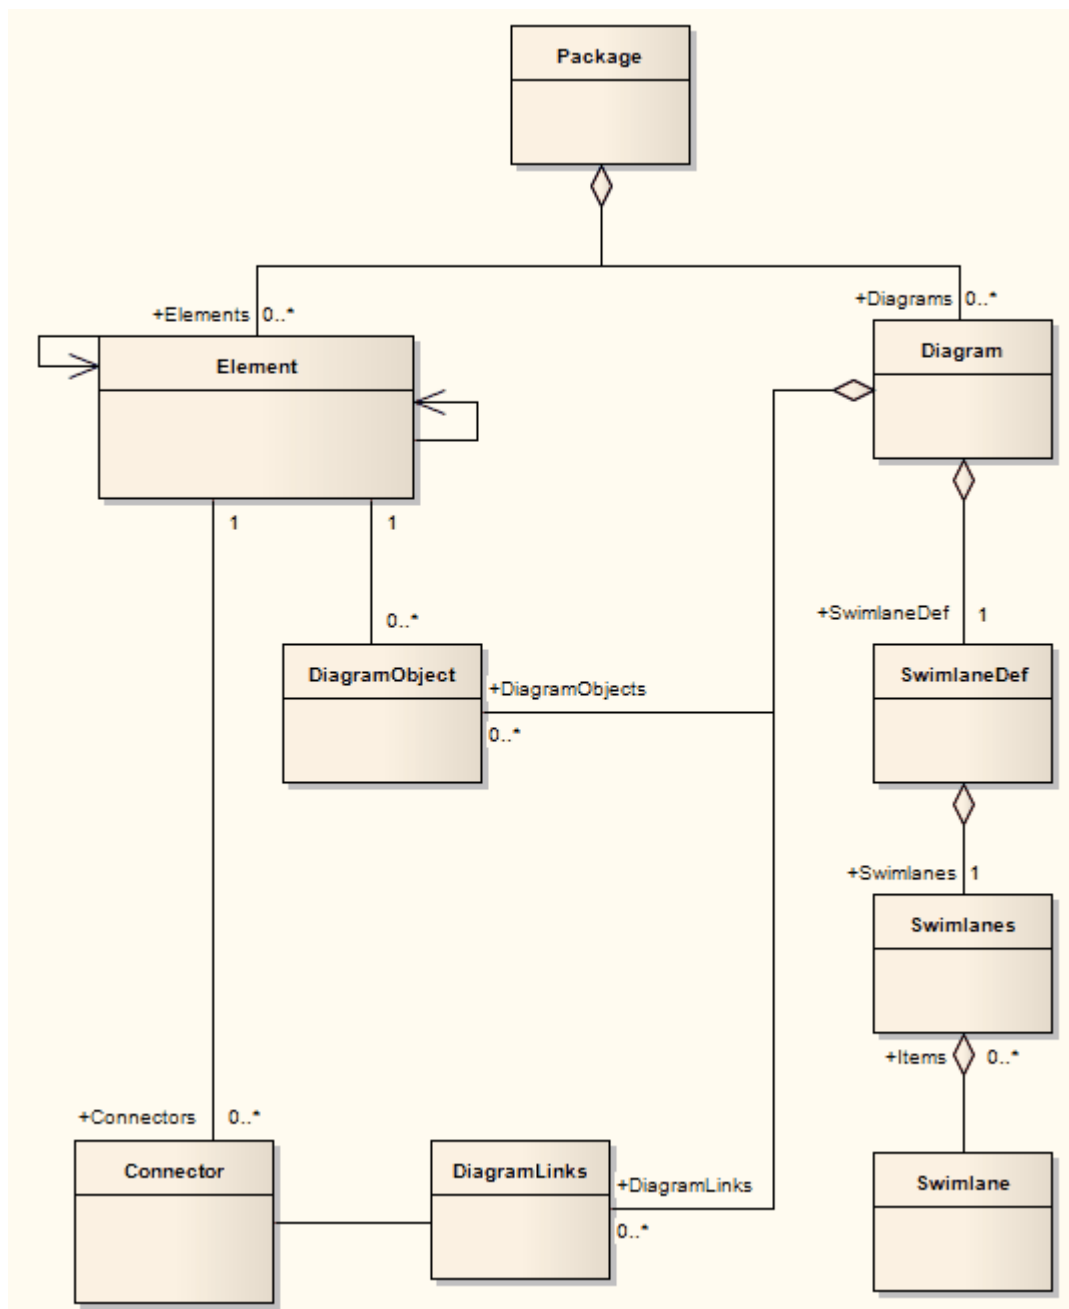 Package
+Elements 0..*
+Diagrams 0..*
Element
Diagram
1
1
0..*
+SwimlaneDef 1
DiagramObject
+DiagramObjects
0..*
SwimlaneDef
+Swimlanes 1
Swimlanes
+Items 0..*
+Connectors 0..*
Connector
DiagramLinks
+DiagramLinks
0..*
Swimlane